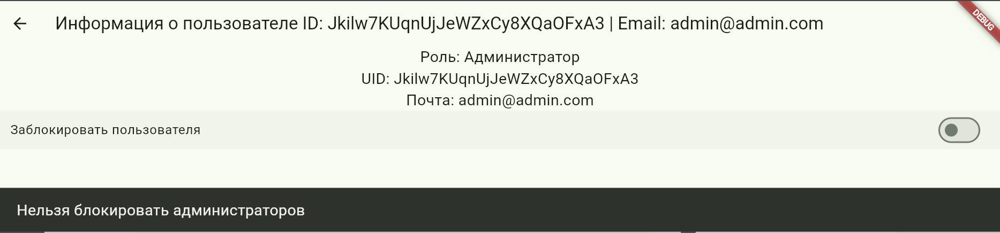 Информация о пользователе ID: Jkilw7KUqnUjJeWZxCy8XQaOFxA3 | Email: admin@admin.com
DEBUG
Роль: Администратор
UID: Jkilw7KUqnUjJeWZxCy8XQaOFxA3
Почта: admin@admin.com
Заблокировать пользователя
Нельзя блокировать администраторов